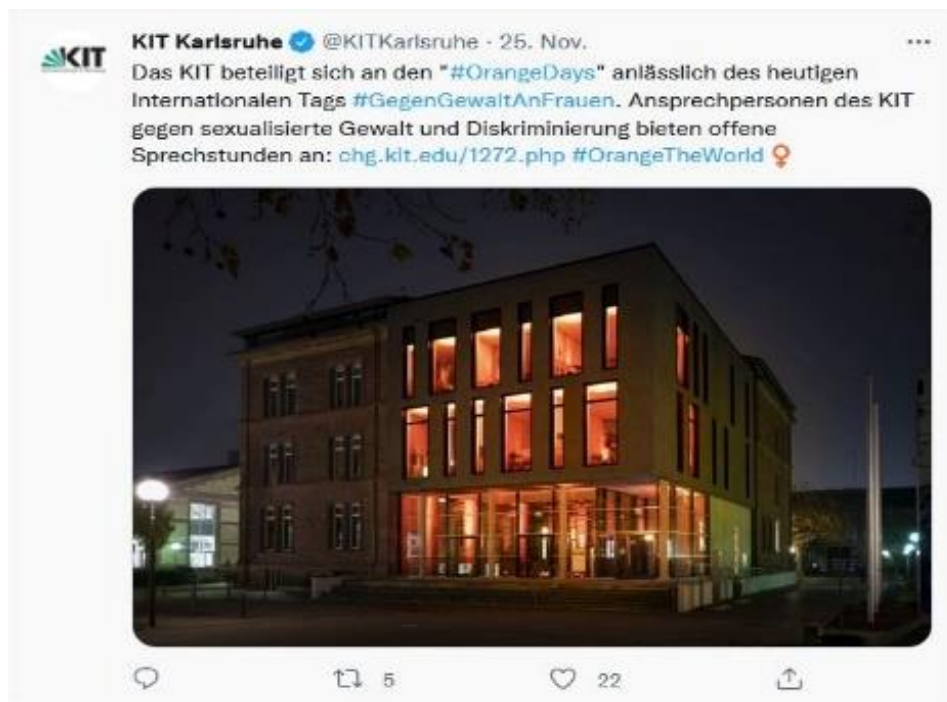 KIT
KIT Karlsruhe @KITKarlsruhe · 25. Nov.
Das KIT beteiligt sich an den "#OrangeDays" anlässlich des heutigen
Internationalen Tags #GegenGewaltAnFrauen. Ansprechpersonen des KIT
gegen sexualisierte Gewalt und Diskriminierung bieten offene
Sprechstunden an: chg.kit.edu/1272.php #OrangeTheWorld
5 22